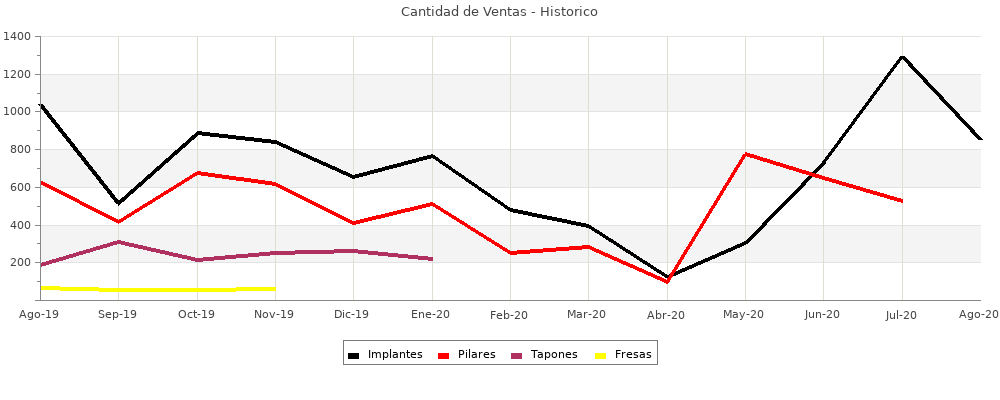 Cantidad de Ventas - Historico
1400
1200
1000
800
600
400
200
Ago-19 Sep-19 Oct-19 Nov-19 Dic-19 Ene-20 Feb-20 Mar-20 Abr-20 May-20 Jun-20 Jul-20 Ago-20
Implantes Pilares Tapones Fresas